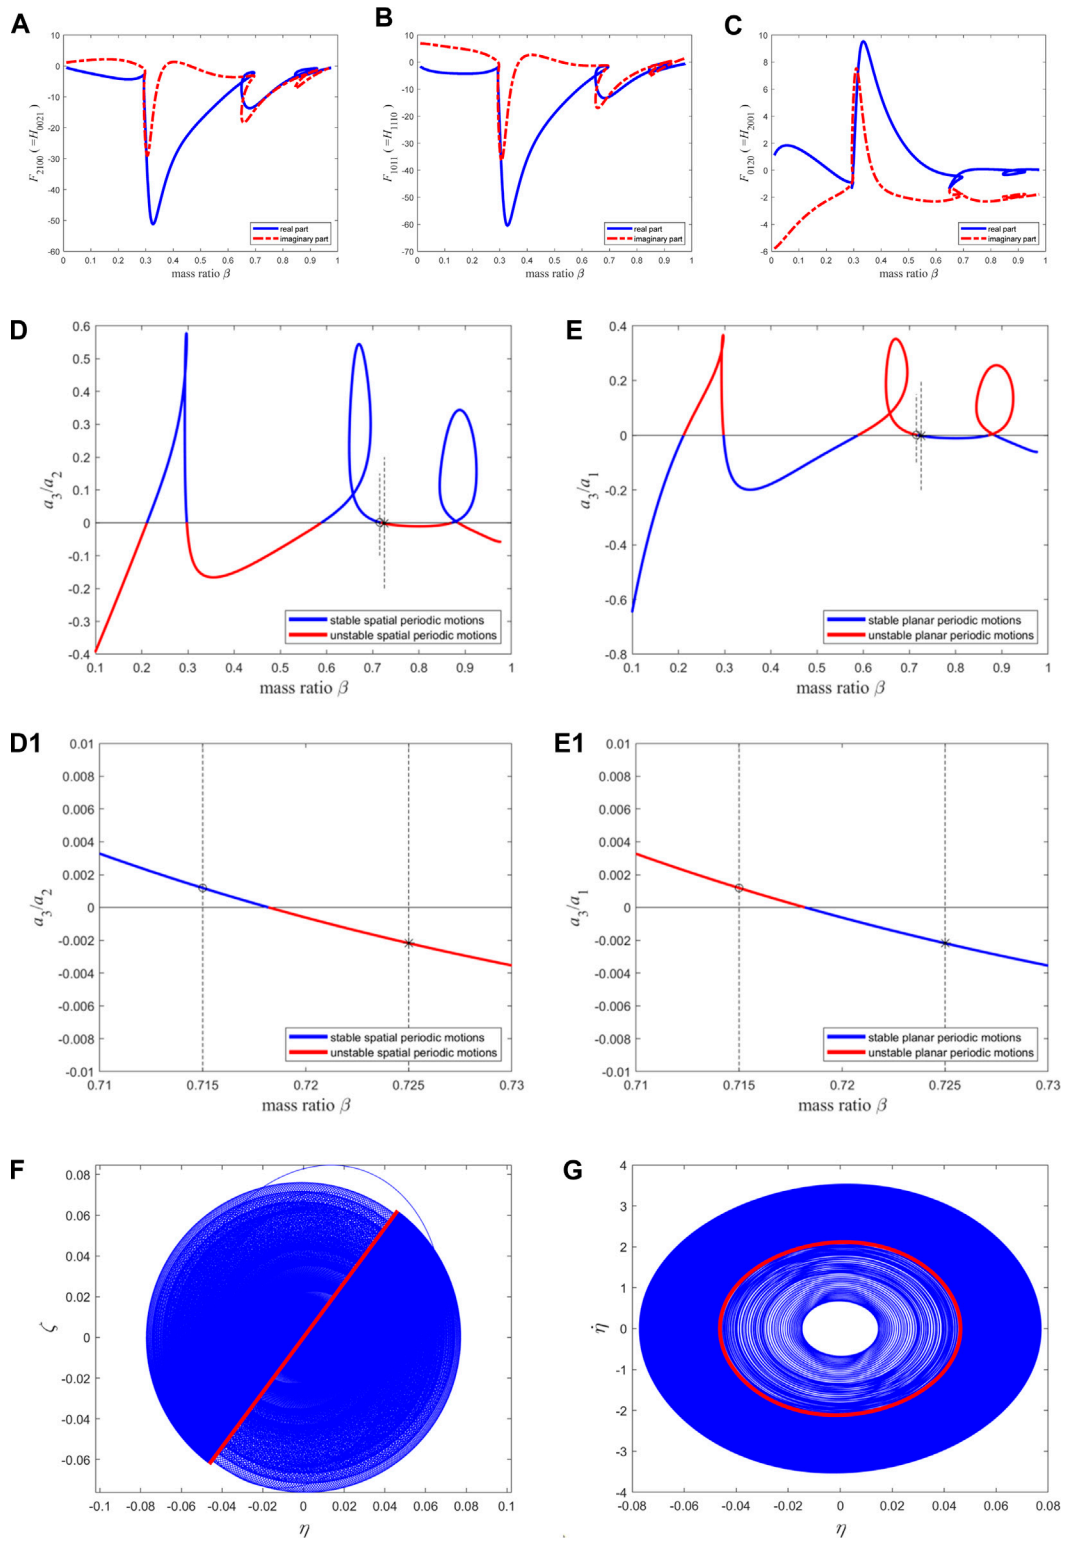 A
B
C
10
0
-10
-20
-30
-40
-50
-60
F2100 (=H0021)
0 0.1 0.2 0.3 0.4 0.5 0.6 0.7 0.8 0.9 1
mass ratio β
real part
imaginary part
10
0
-10
-20
-30
-40
-50
-60
-70
F1011 (=H1110)
0 0.1 0.2 0.3 0.4 0.5 0.6 0.7 0.8 0.9 1
mass ratio β
real part
imaginary part
10
8
6
4
2
0
-2
-4
-6
F0120 (=H2001)
0 0.1 0.2 0.3 0.4 0.5 0.6 0.7 0.8 0.9 1
mass ratio β
real part
imaginary part
D
0.6
0.5
0.4
0.3
0.2
0.1
0
-0.1
-0.2
-0.3
-0.4
a3/a2
0.1 0.2 0.3 0.4 0.5 0.6 0.7 0.8 0.9 1
mass ratio β
stable spatial periodic motions
unstable spatial periodic motions
E
0.4
0.2
0
-0.2
-0.4
-0.6
-0.8
a3/a1
0.1 0.2 0.3 0.4 0.5 0.6 0.7 0.8 0.9 1
mass ratio β
stable planar periodic motions
unstable planar periodic motions
D1
0.01
0.008
0.006
0.004
0.002
0
-0.002
-0.004
-0.006
-0.008
-0.01
a3/a2
0.71 0.715 0.72 0.725 0.73
mass ratio β
stable spatial periodic motions
unstable spatial periodic motions
E1
0.01
0.008
0.006
0.004
0.002
0
-0.002
-0.004
-0.006
-0.008
-0.01
a3/a1
0.71 0.715 0.72 0.725 0.73
mass ratio β
stable planar periodic motions
unstable planar periodic motions
F
0.08
0.06
0.04
0.02
0
-0.02
-0.04
-0.06
ζ
-0.1 -0.08 -0.06 -0.04 -0.02 0 0.02 0.04 0.06 0.08 0.1
η
G
4
3
2
1
0
-1
-2
-3
-4
η̇
-0.08 -0.06 -0.04 -0.02 0 0.02 0.04 0.06 0.08
η